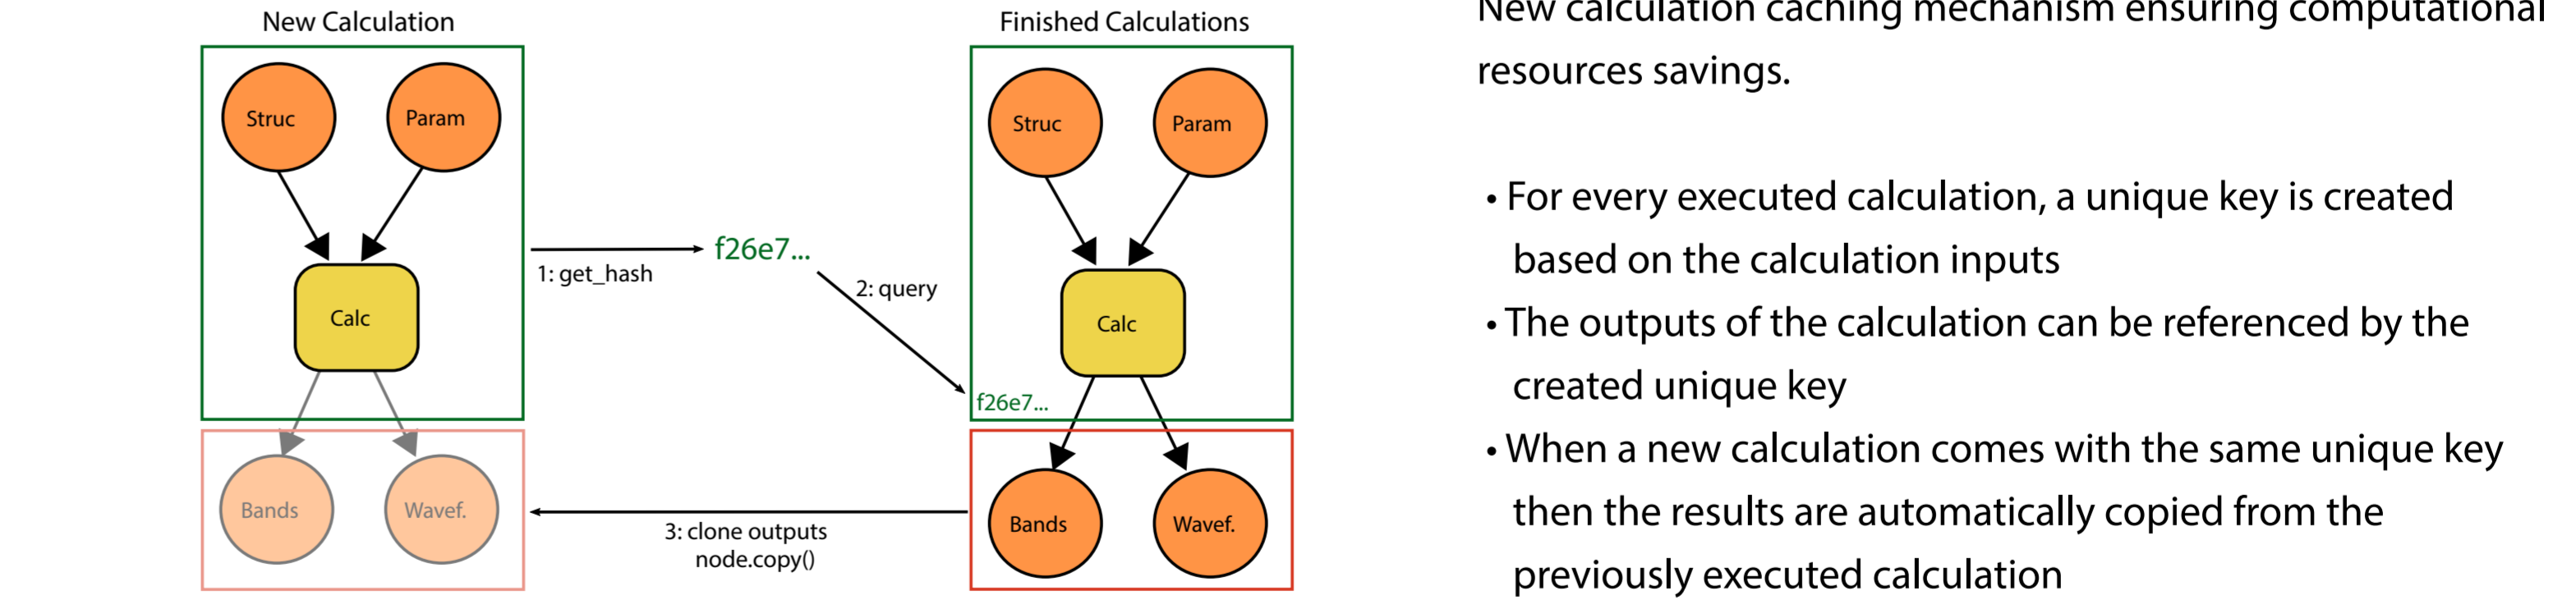 New Calculation
Struc
Param
Calc
Bands
Wavef.
1: get_hash
f26e7...
2: query
3: clone outputs
node.copy()
Finished Calculations
Struc
Param
Calc
f26e7...
Bands
Wavef.
New calculation caching mechanism ensuring computational
resources savings.
• For every executed calculation, a unique key is created
based on the calculation inputs
• The outputs of the calculation can be referenced by the
created unique key
• When a new calculation comes with the same unique key
then the results are automatically copied from the
previously executed calculation